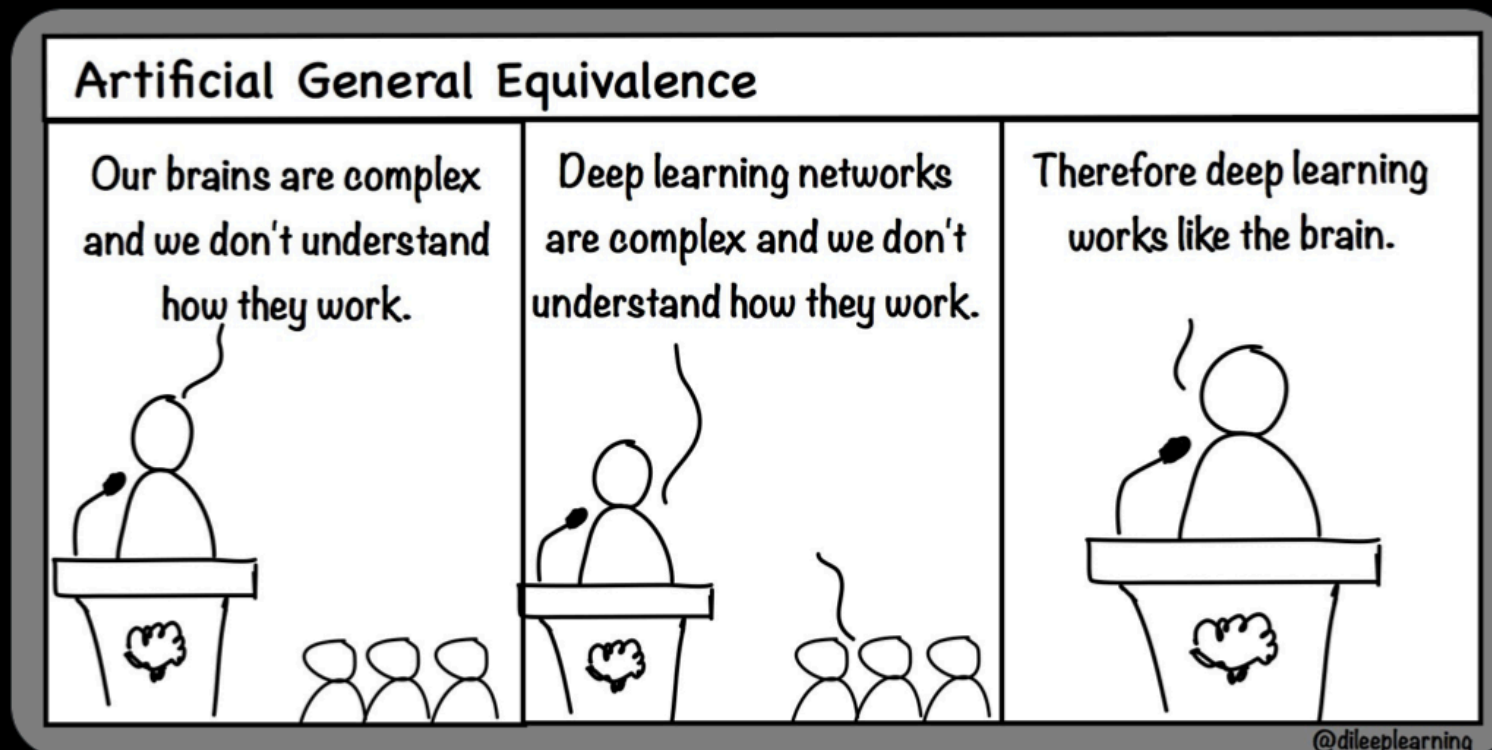 Artificial General Equivalence
Our brains are complex
and we don't understand
how they work.
Deep learning networks
are complex and we don't
understand how they work.
Therefore deep learning
works like the brain.
@dileeplearning